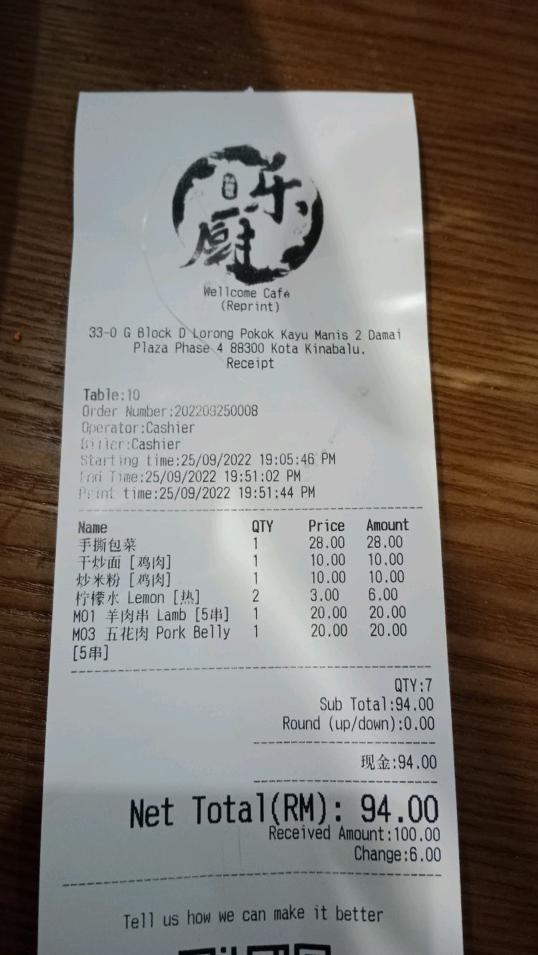 乐
厨
Wellcome Café
(Reprint)
33-0 G Block D Lorong Pokok Kayu Manis 2 Damai
Plaza Phase 4 88300 Kota Kinabalu.
Receipt
Table:10
Order Number:202209250008
Operator:Cashier
:Cashier
Starting time:25/09/2022 19:05:46 PM
End Time:25/09/2022 19:51:02 PM
Print time:25/09/2022 19:51:44 PM
Name QTY Price Amount
手撕包菜 1 28.00 28.00
干炒面 [鸡肉] 1 10.00 10.00
炒米粉 [鸡肉] 1 10.00 10.00
柠檬水 Lemon [热] 2 3.00 6.00
M01 羊肉串 Lamb [5串] 1 20.00 20.00
M03 五花肉 Pork Belly 1 20.00 20.00
[5串]
QTY:7
Sub Total:94.00
Round (up/down):0.00
现金:94.00
Net Total(RM): 94.00
Received Amount:100.00
Change:6.00
Tell us how we can make it better